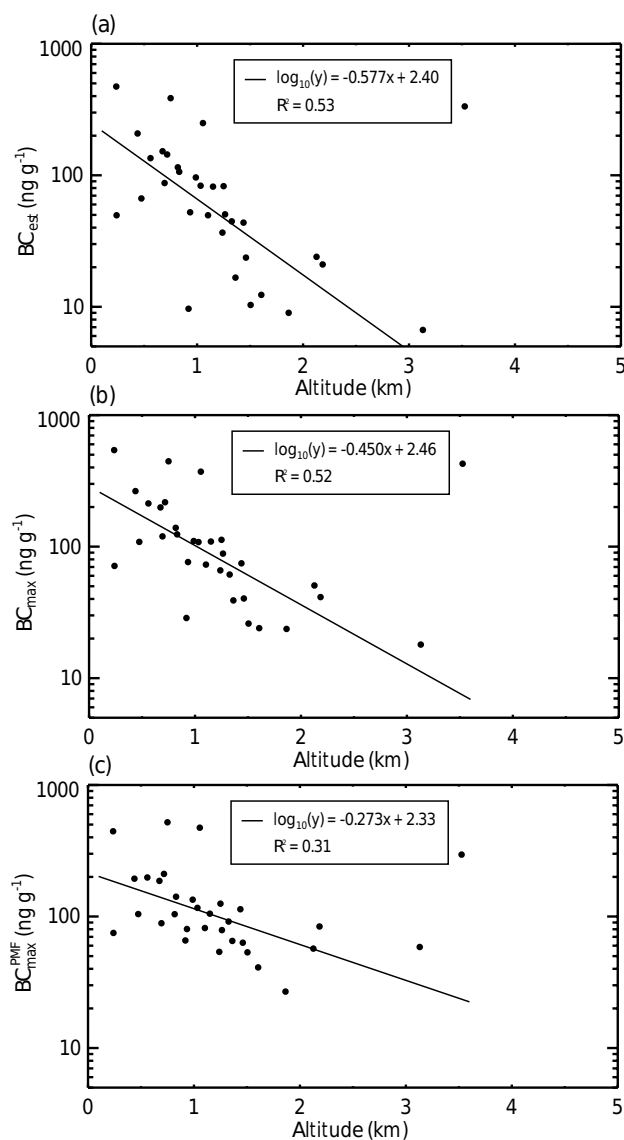 (a)
1000
100
10
BC_est (ng g⁻¹)
log₁₀(y) = -0.577x + 2.40
R² = 0.53
0 1 2 3 4 5
Altitude (km)
(b)
1000
100
10
BC_max (ng g⁻¹)
log₁₀(y) = -0.450x + 2.46
R² = 0.52
0 1 2 3 4 5
Altitude (km)
(c)
1000
100
10
BC_max^PMF (ng g⁻¹)
log₁₀(y) = -0.273x + 2.33
R² = 0.31
0 1 2 3 4 5
Altitude (km)